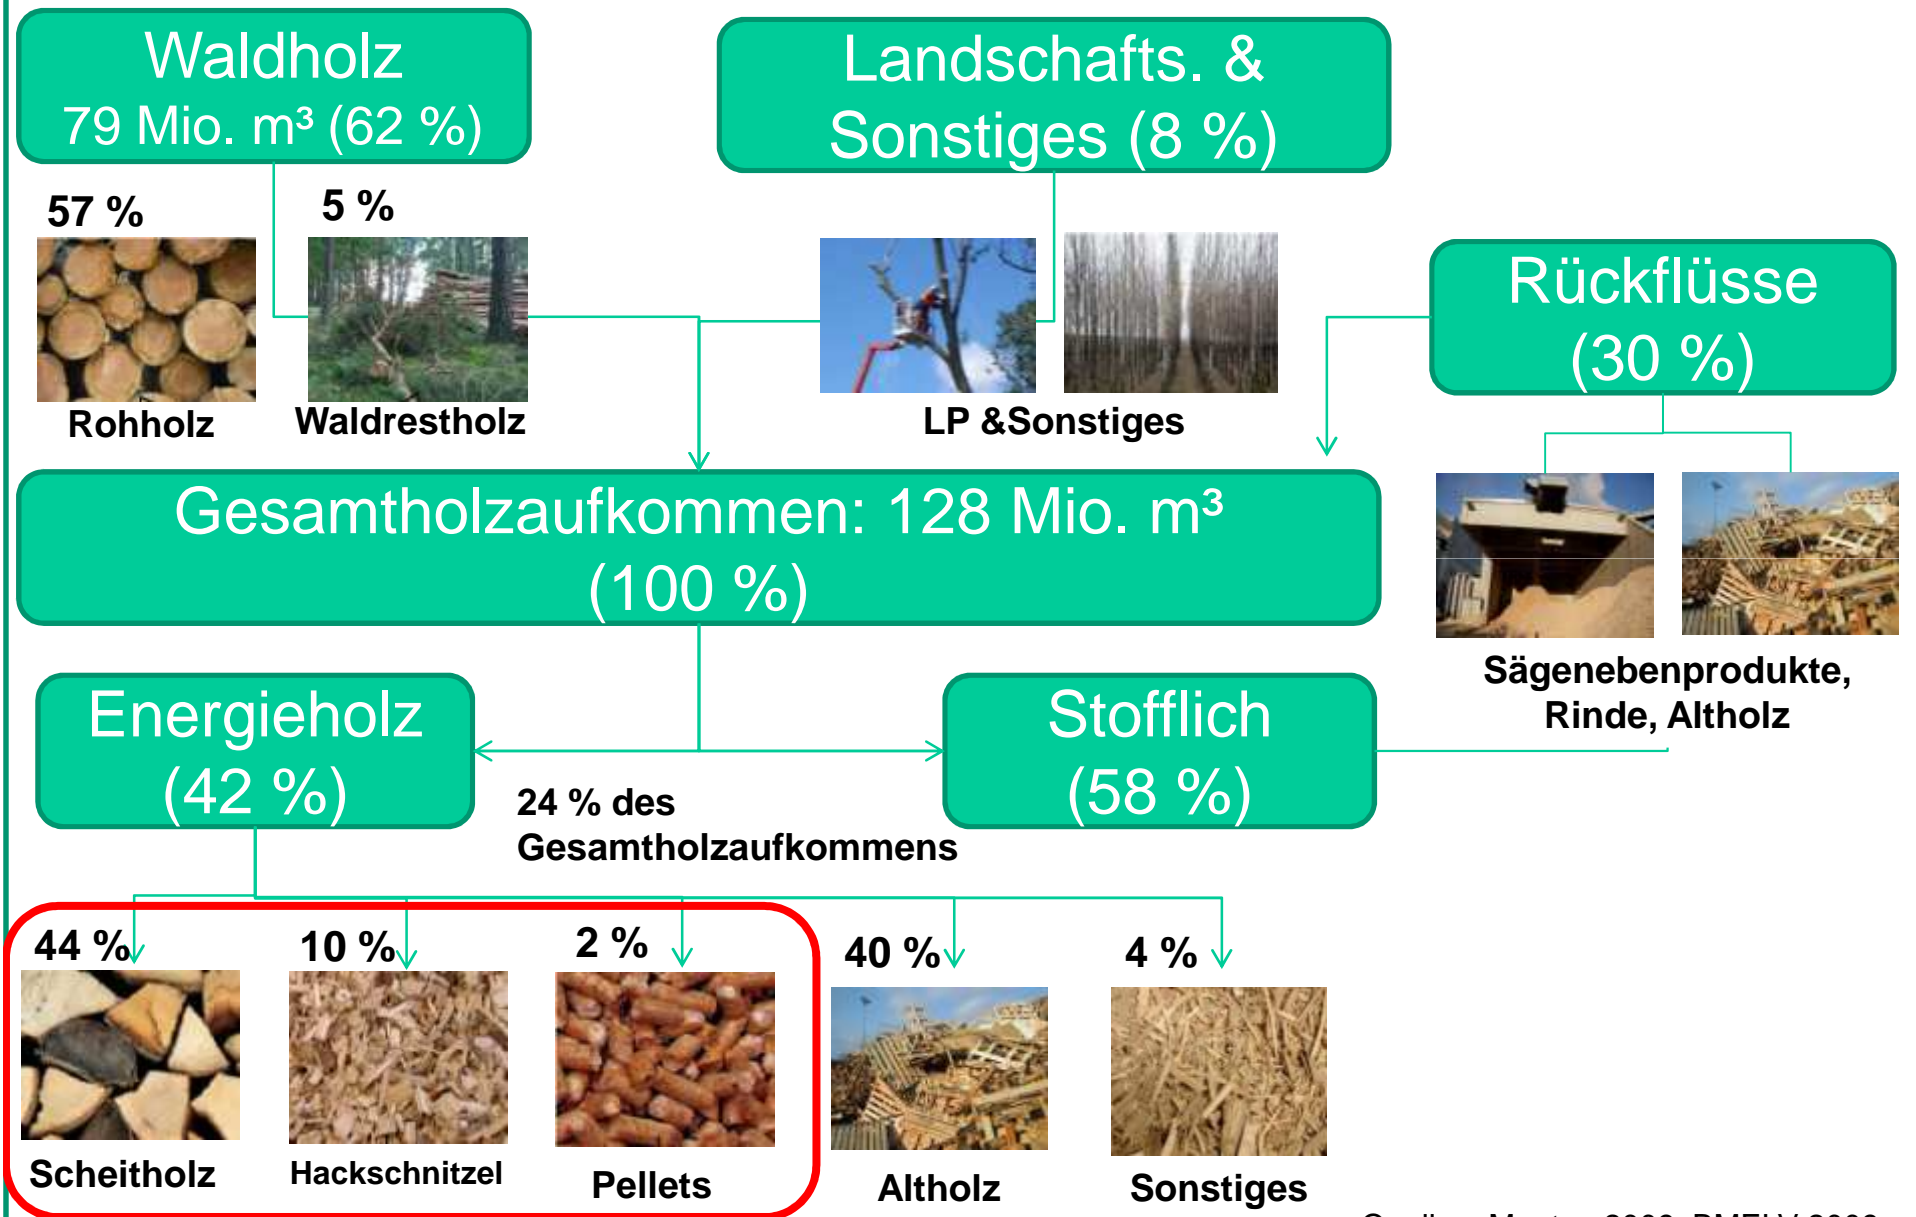 Waldholz
79 Mio. m³ (62 %)
Landschafts. &
Sonstiges (8 %)
57 %
5 %
Rohholz
Waldrestholz
LP &Sonstiges
Rückflüsse
(30 %)
Gesamtholzaufkommen: 128 Mio. m³
(100 %)
Sägenebenprodukte,
Rinde, Altholz
Energieholz
(42 %)
Stofflich
(58 %)
24 % des
Gesamtholzaufkommens
44 %
10 %
2 %
40 %
4 %
Scheitholz
Hackschnitzel
Pellets
Altholz
Sonstiges